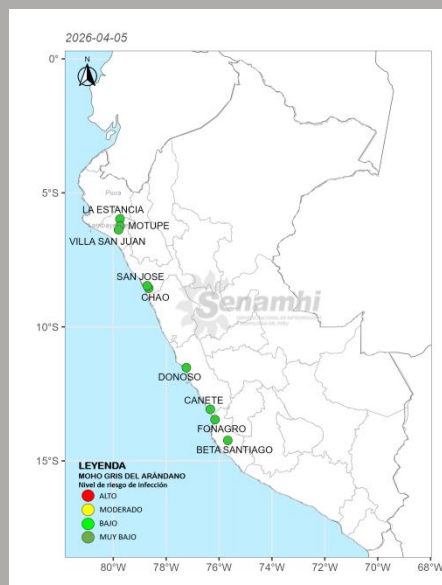 2026-04-05
N
0°
5°S
10°S
15°S
Piura
LA ESTANCIA
MOTUPE
VILLA SAN JUAN
SAN JOSE
CHAO
Senamhi
DONOSO
CANETE
FONAGRO
BETA SANTIAGO
LEYENDA
MOHO GRIS DEL ARÁNDANO
Nivel de riesgo de infección
ALTO
MODERADO
BAJO
MUY BAJO
80°W
78°W
76°W
74°W
72°W
70°W
68°W